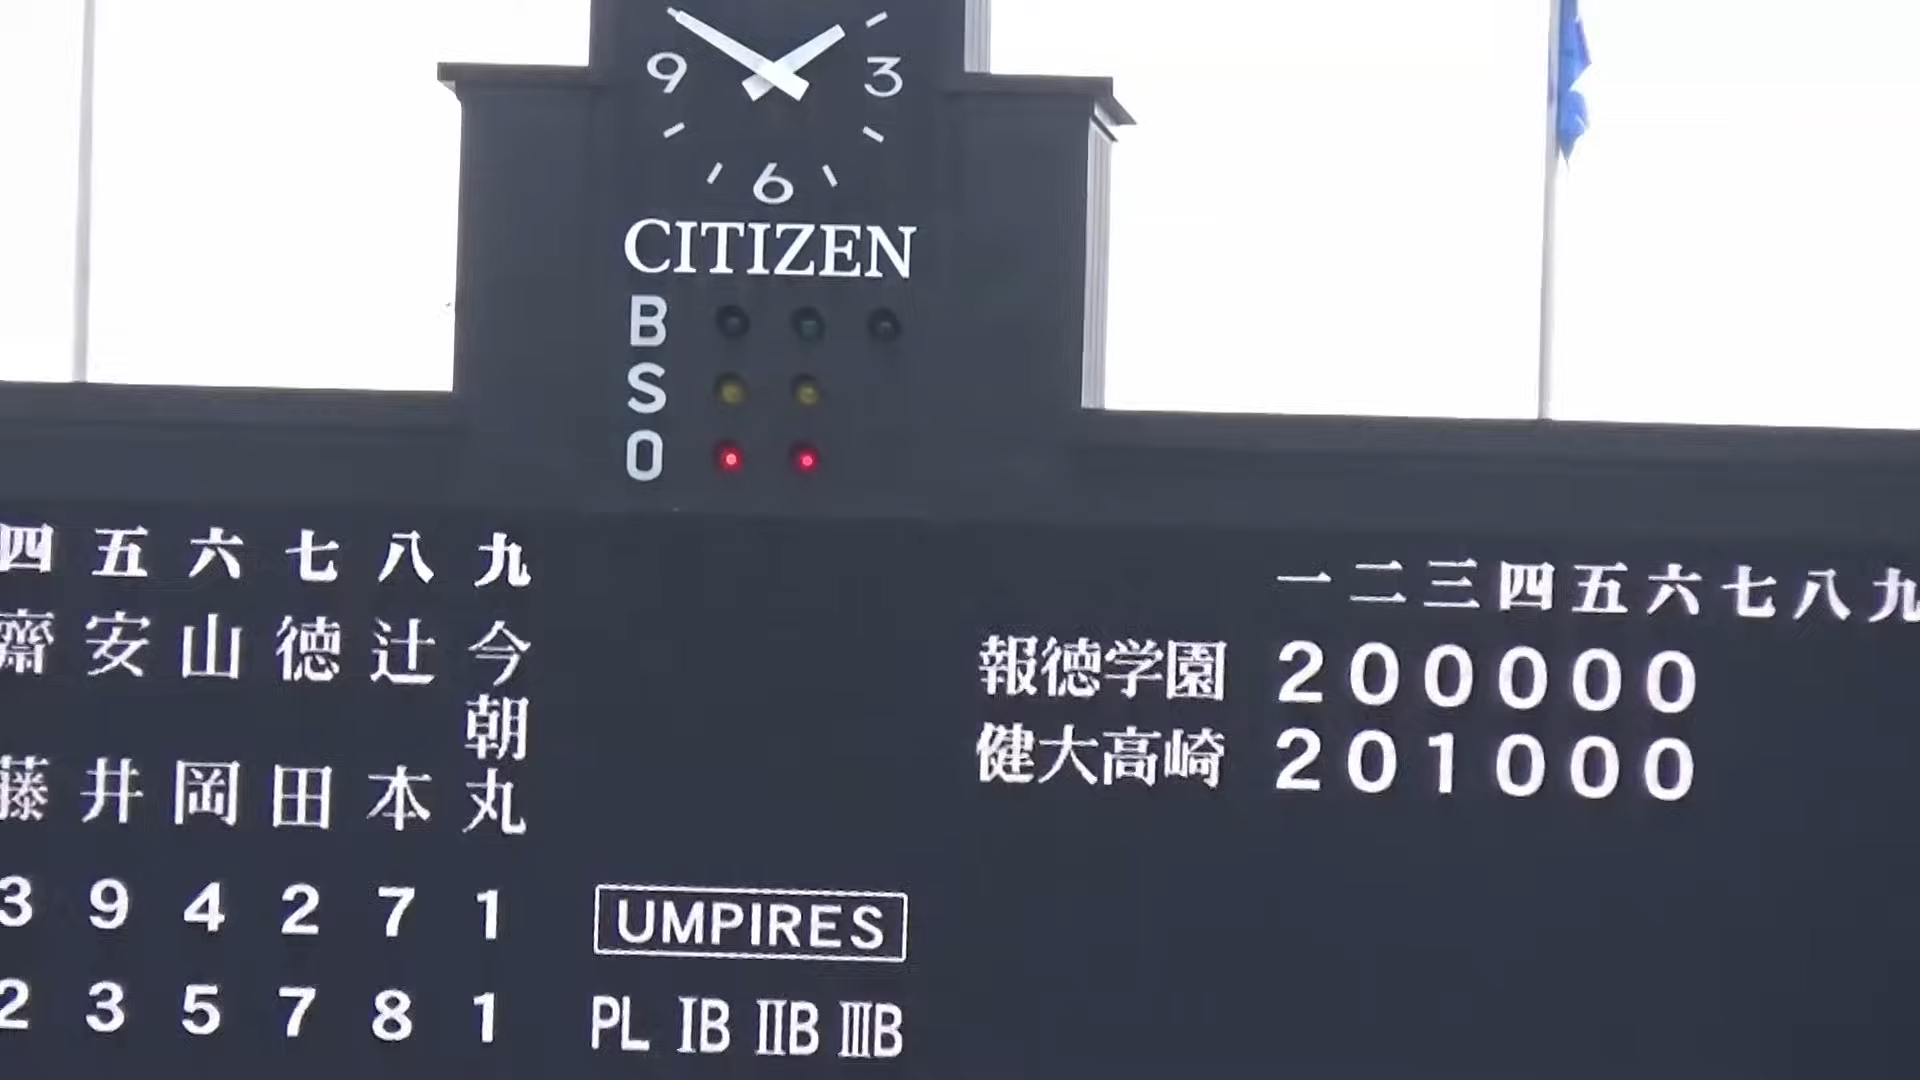 9 3
6
CITIZEN
B
S
O
四 五 六 七 八 九
齋藤 安井 山岡 徳田 辻本 今朝丸
3 9 4 2 7 1
2 3 5 7 8 1
UMPIRES
PL IB IIB IIIB
一 二 三 四 五 六 七 八 九
報徳学園 2 0 0 0 0 0
健大高崎 2 0 1 0 0 0